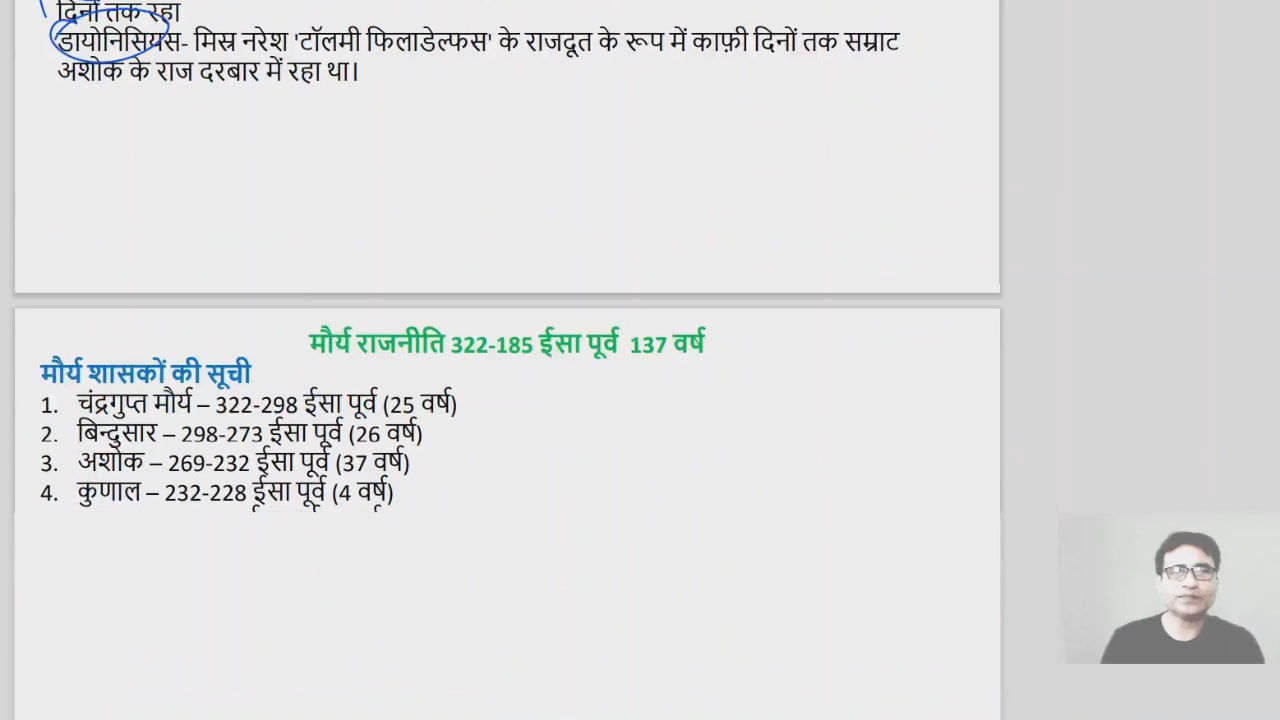 दिनों तक रहा
डायोनिसियस- मिस्र नरेश 'टॉलमी फिलाडेल्फस' के राजदूत के रूप में काफ़ी दिनों तक सम्राट
अशोक के राज दरबार में रहा था।
मौर्य राजनीति 322-185 ईसा पूर्व 137 वर्ष
मौर्य शासकों की सूची
1. चंद्रगुप्त मौर्य – 322-298 ईसा पूर्व (25 वर्ष)
2. बिन्दुसार – 298-273 ईसा पूर्व (26 वर्ष)
3. अशोक – 269-232 ईसा पूर्व (37 वर्ष)
4. कुणाल – 232-228 ईसा पूर्व (4 वर्ष)